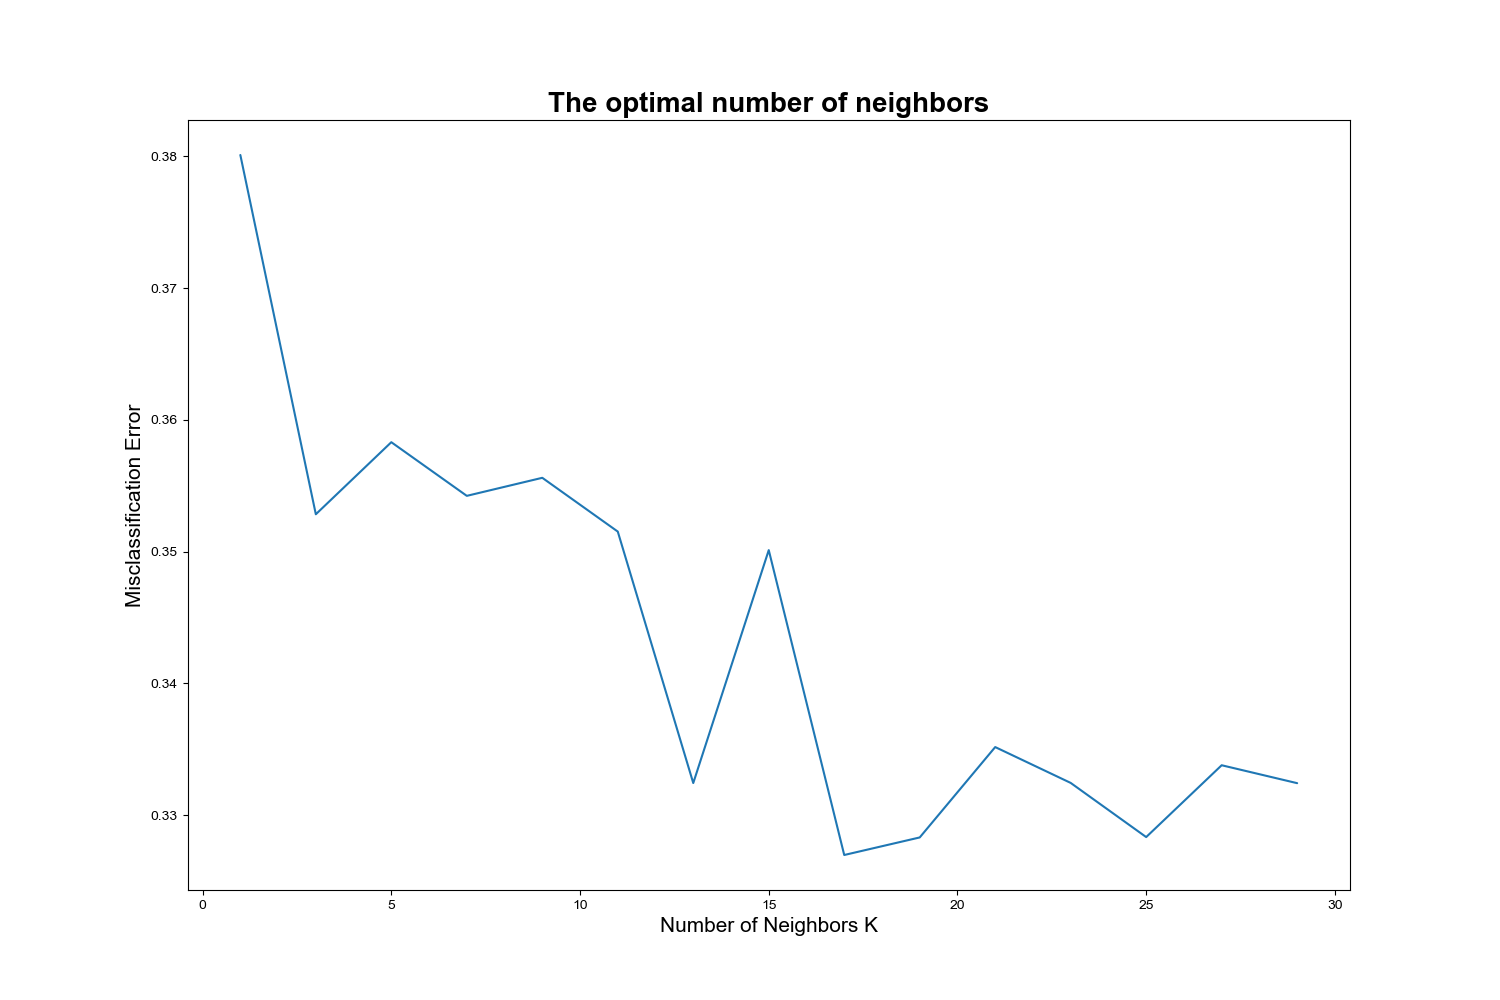 The optimal number of neighbors
0.38
0.37
0.36
0.35
0.34
0.33
Misclassification Error
0 5 10 15 20 25 30
Number of Neighbors K